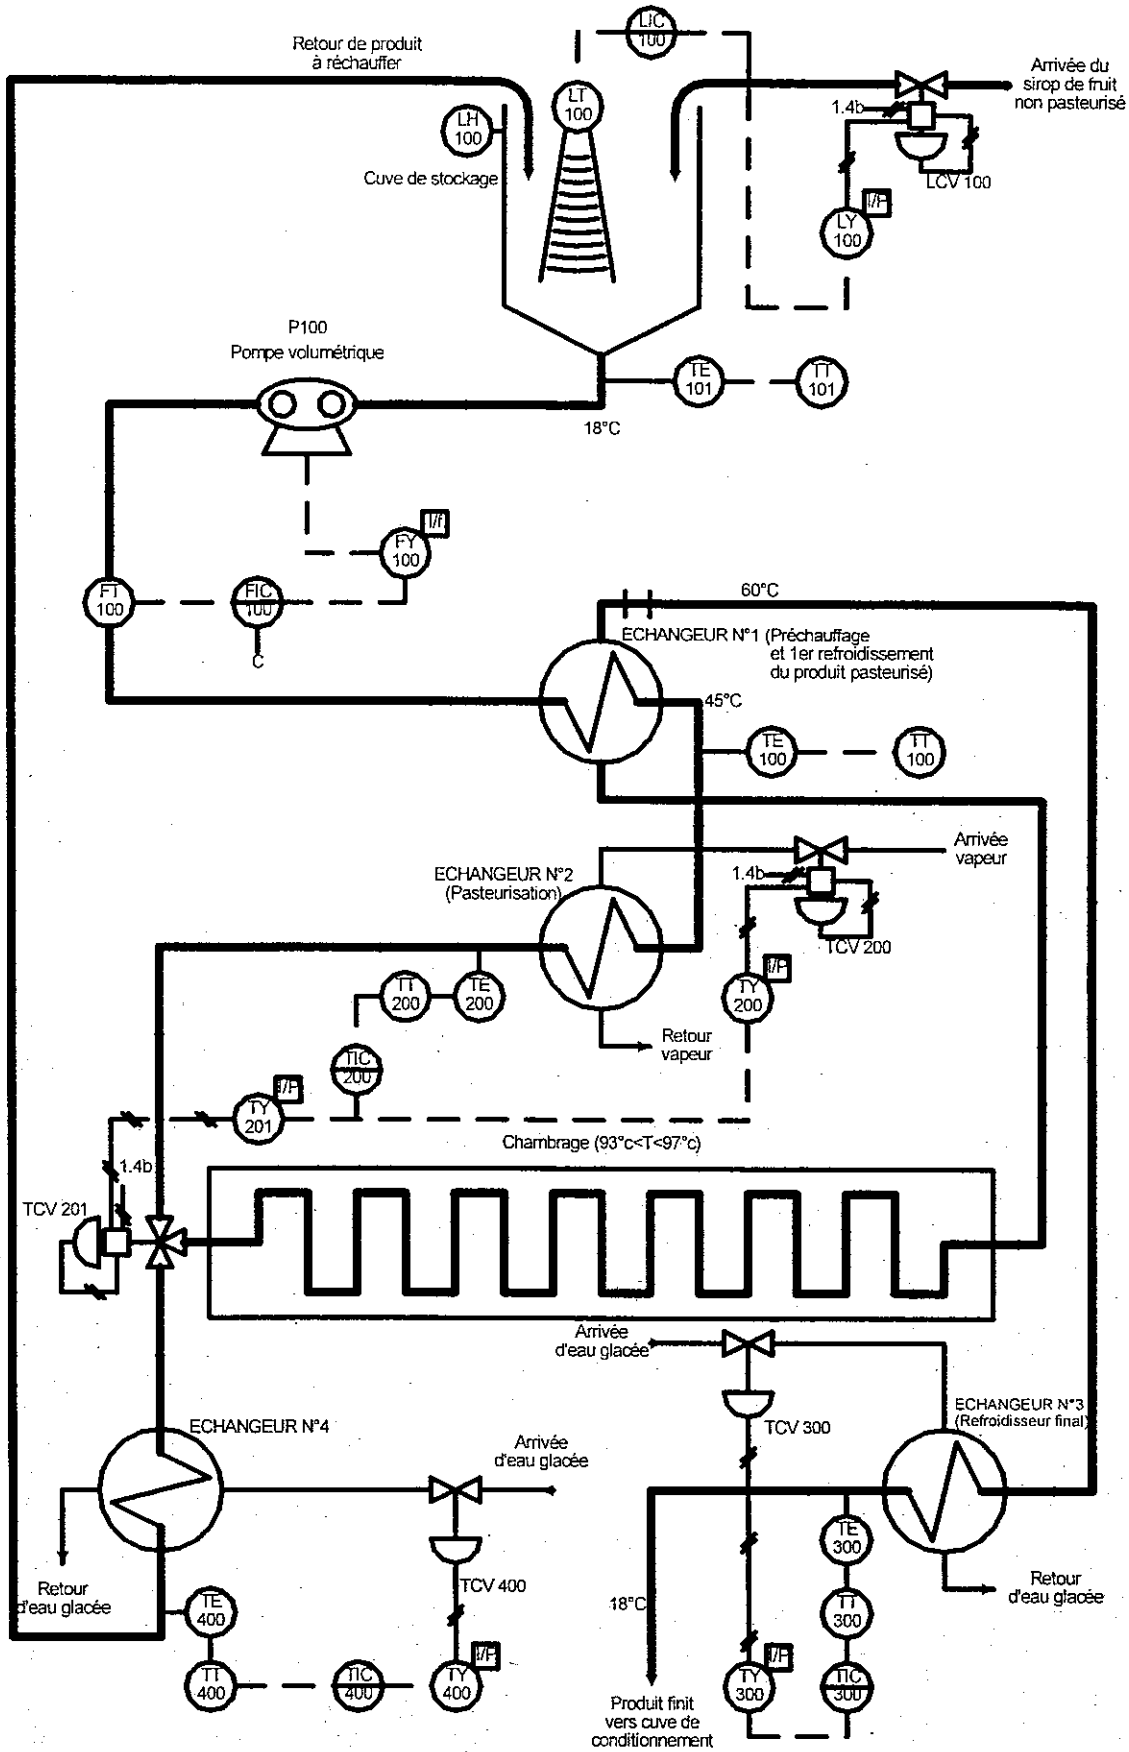 LIC
100
Retour de produit
à réchauffer
Arrivée du
sirop de fruit
non pasteurisé
LT
100
LH
100
1.4b
Cuve de stockage
LCV 100
I/P
LY
100
P100
Pompe volumétrique
TE
101
TT
101
18°C
I/f
FY
100
FT
100
FIC
100
C
60°C
ECHANGEUR N°1 (Préchauffage
et 1er refroidissement
du produit pasteurisé)
45°C
TE
100
TT
100
Arrivée
vapeur
ECHANGEUR N°2
(Pasteurisation)
1.4b
TCV 200
I/P
TY
200
TT
200
TE
200
Retour
vapeur
TIC
200
I/P
TY
201
Chambrage (93°c<T<97°c)
1.4b
TCV 201
Arrivée
d'eau glacée
ECHANGEUR N°3
(Refroidisseur final)
TCV 300
ECHANGEUR N°4
Arrivée
d'eau glacée
TE
300
Retour
d'eau glacée
TCV 400
Retour
d'eau glacée
TE
400
18°C
TT
300
I/P
TT
400
TIC
400
TY
400
I/P
TY
300
TIC
300
Produit finit
vers cuve de
conditionnement